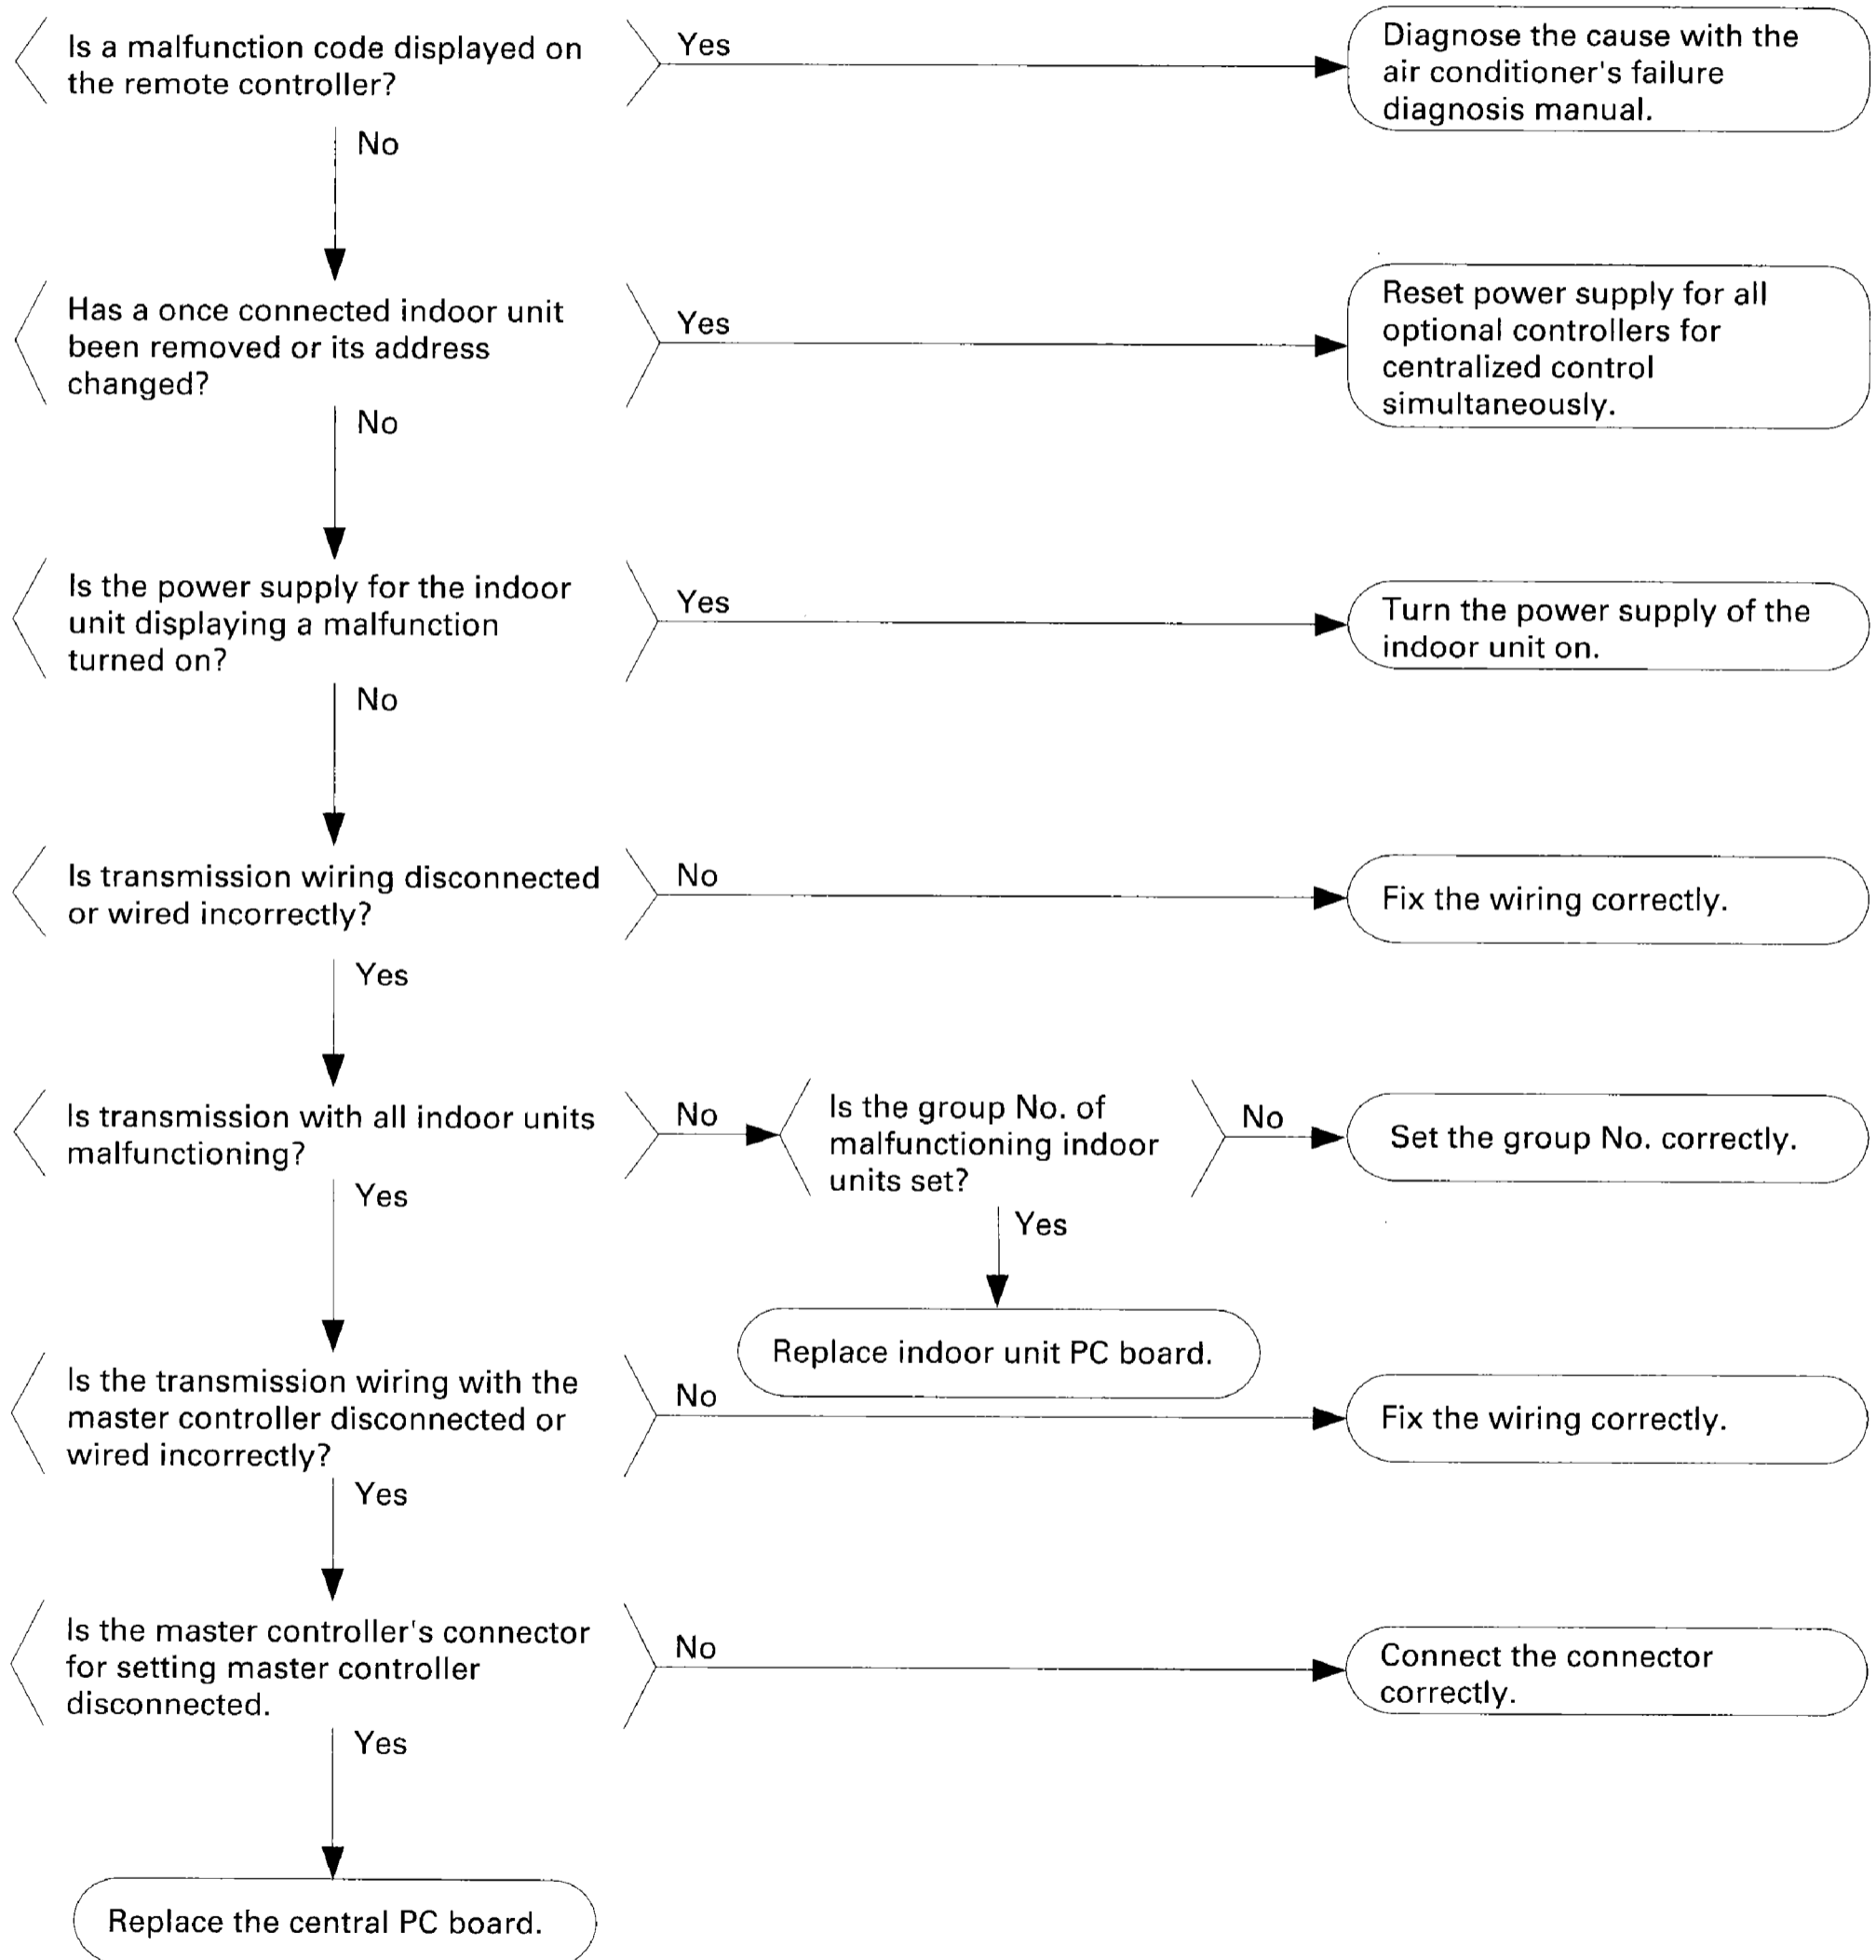 Is a malfunction code displayed on
the remote controller?
Yes
Diagnose the cause with the
air conditioner's failure
diagnosis manual.
No
Has a once connected indoor unit
been removed or its address
changed?
Yes
Reset power supply for all
optional controllers for
centralized control
simultaneously.
No
Is the power supply for the indoor
unit displaying a malfunction
turned on?
Yes
Turn the power supply of the
indoor unit on.
No
Is transmission wiring disconnected
or wired incorrectly?
No
Fix the wiring correctly.
Yes
Is transmission with all indoor units
malfunctioning?
No
Is the group No. of
malfunctioning indoor
units set?
No
Set the group No. correctly.
Yes
Yes
Replace indoor unit PC board.
Is the transmission wiring with the
master controller disconnected or
wired incorrectly?
No
Fix the wiring correctly.
Yes
Is the master controller's connector
for setting master controller
disconnected.
No
Connect the connector
correctly.
Yes
Replace the central PC board.